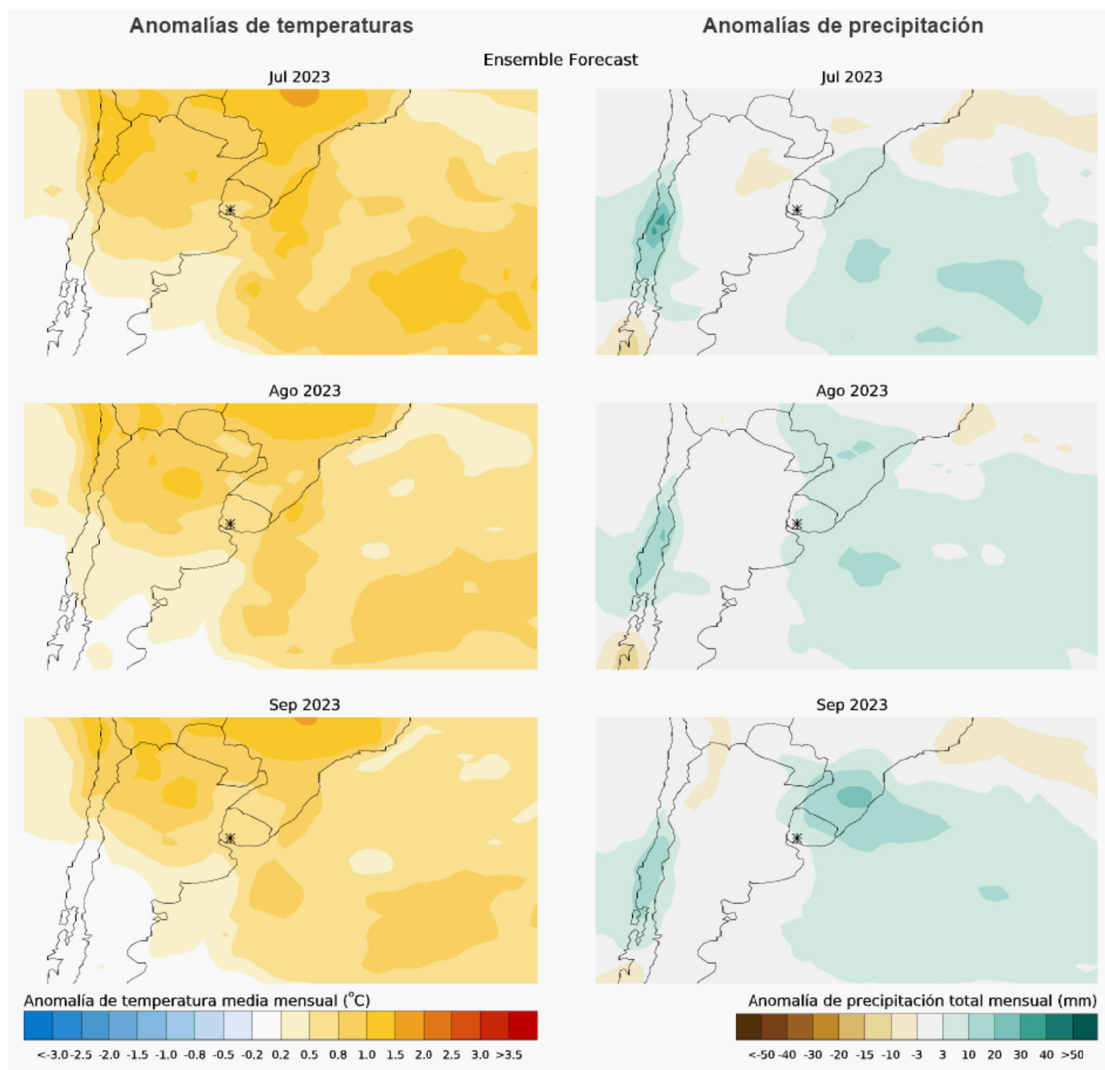 Anomalías de temperaturas
Anomalías de precipitación
Ensemble Forecast
Jul 2023
Jul 2023
Ago 2023
Ago 2023
Sep 2023
Sep 2023
Anomalía de temperatura media mensual (°C)
<-3.0 -2.5 -2.0 -1.5 -1.0 -0.8 -0.5 -0.2 0.2 0.5 0.8 1.0 1.5 2.0 2.5 3.0 >3.5
Anomalía de precipitación total mensual (mm)
<-50 -40 -30 -20 -15 -10 -3 3 10 20 30 40 >50